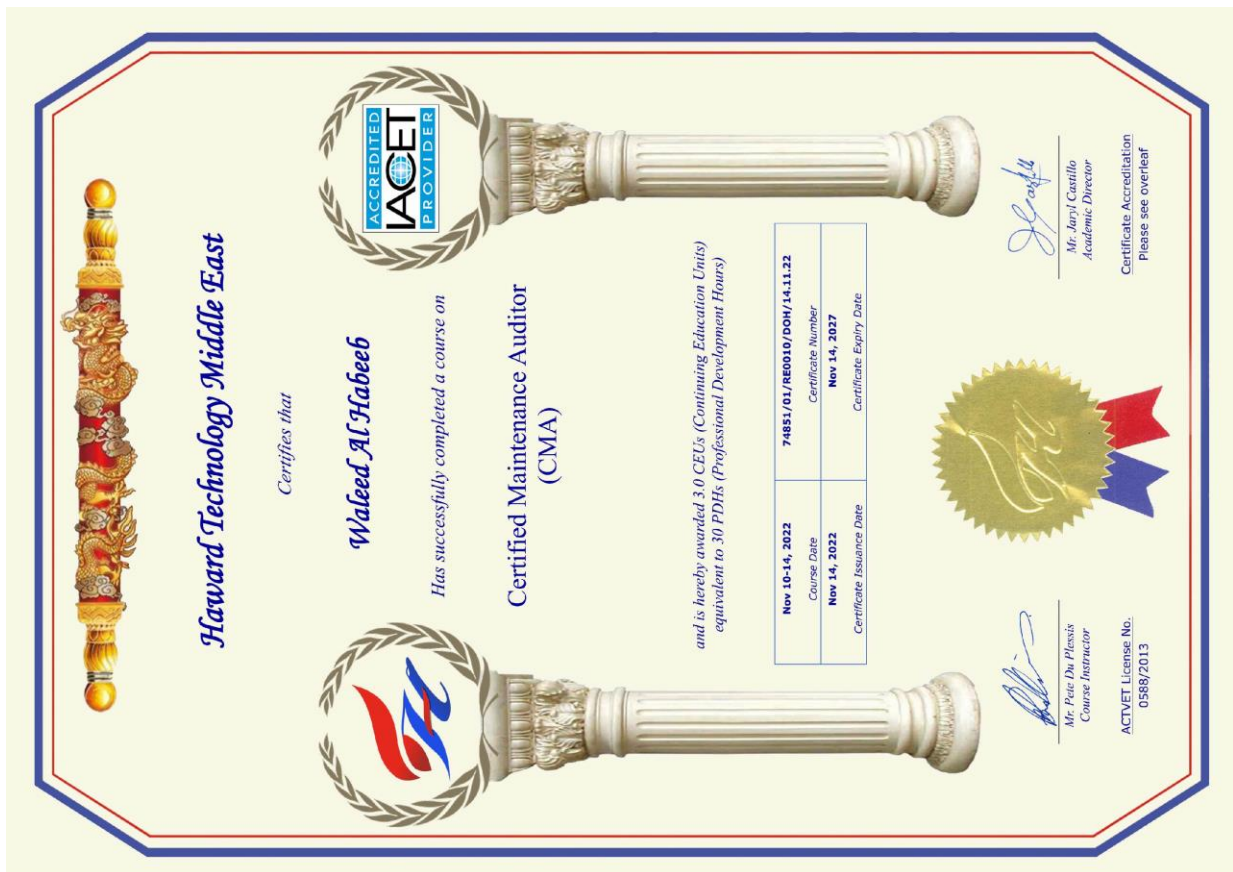 Haward Technology Middle East
Certifies that
Waleed Al Habeeb
Has successfully completed a course on
Certified Maintenance Auditor
(CMA)
ACCREDITED
IACET
PROVIDER
and is hereby awarded 3.0 CEUs (Continuing Education Units)
equivalent to 30 PDHs (Professional Development Hours)
Nov 10-14, 2022 74851/01/RE0010/DOH/14.11.22
Course Date Certificate Number
Nov 14, 2022 Nov 14, 2027
Certificate Issuance Date Certificate Expiry Date
Mr. Pete Du Plessis
Course Instructor
Mr. Jaryl Castillo
Academic Director
ACTVET License No.
0588/2013
Certificate Accreditation
Please see overleaf